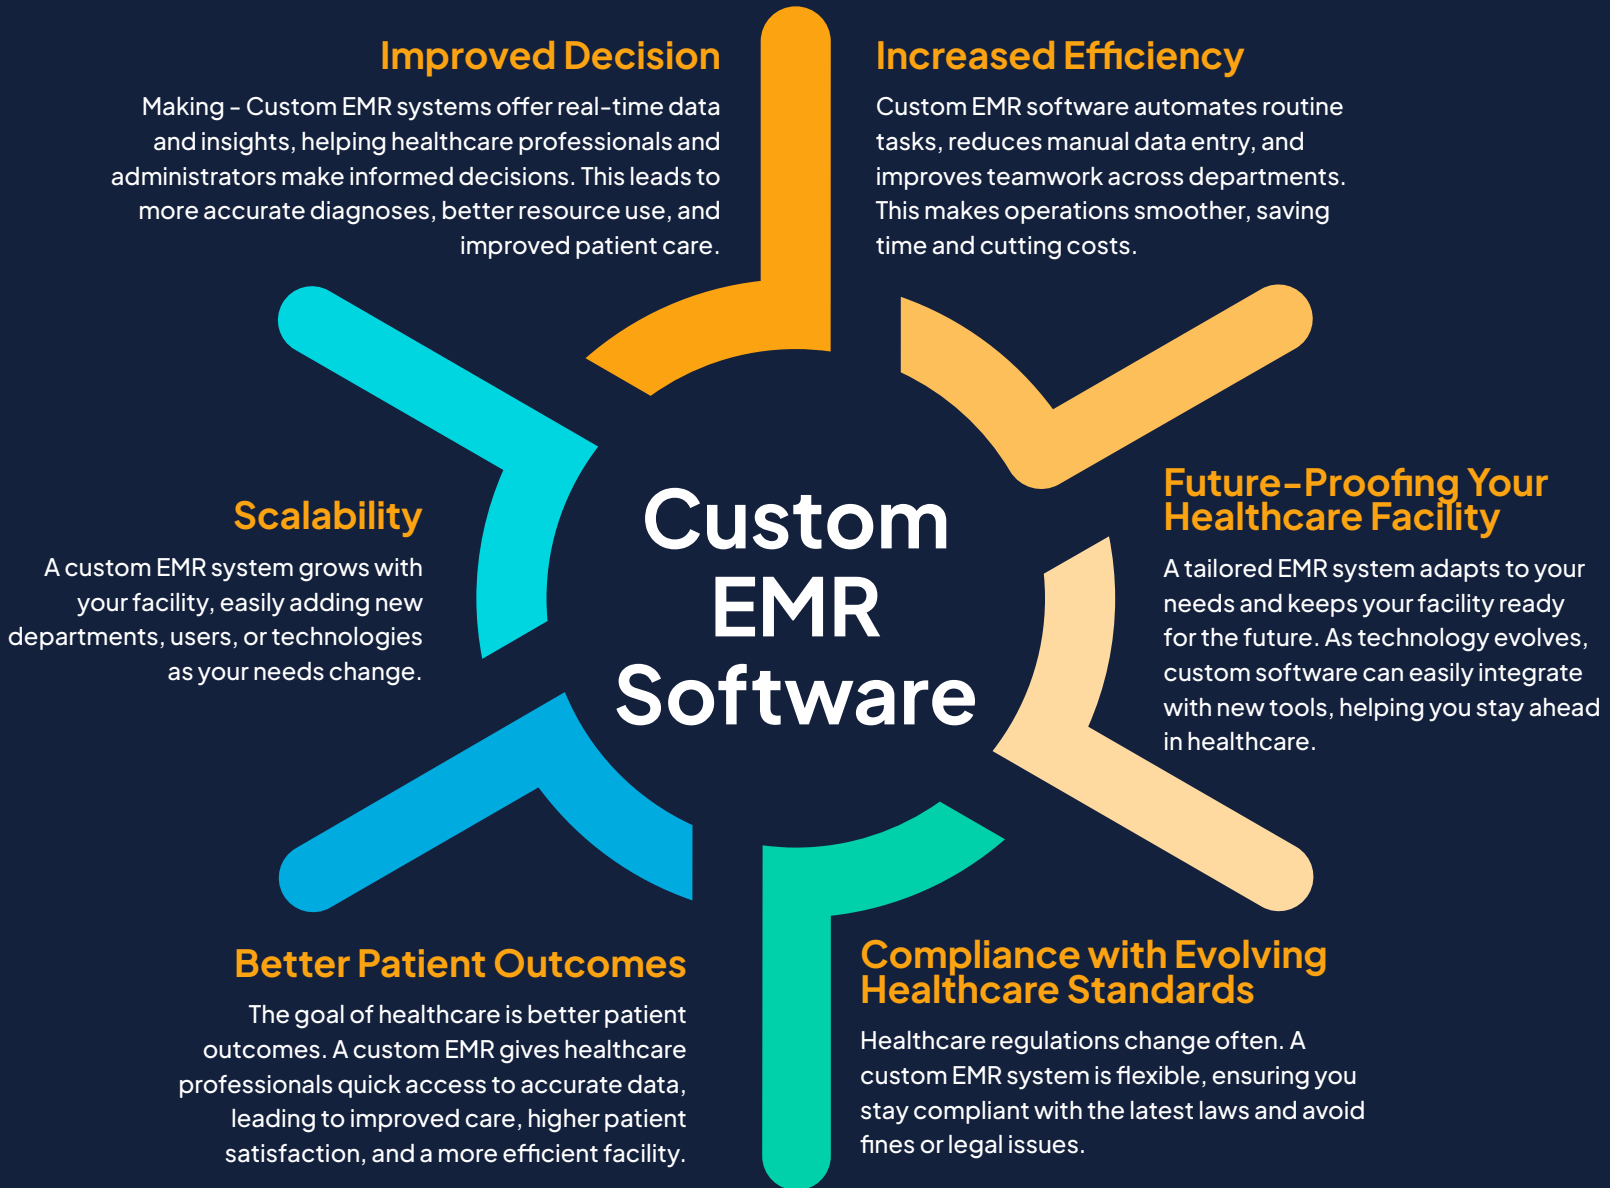 Improved Decision
Making - Custom EMR systems offer real-time data
and insights, helping healthcare professionals and
administrators make informed decisions. This leads to
more accurate diagnoses, better resource use, and
improved patient care.
Increased Efficiency
Custom EMR software automates routine
tasks, reduces manual data entry, and
improves teamwork across departments.
This makes operations smoother, saving
time and cutting costs.
Scalability
A custom EMR system grows with
your facility, easily adding new
departments, users, or technologies
as your needs change.
Custom
EMR
Software
Future-Proofing Your
Healthcare Facility
A tailored EMR system adapts to your
needs and keeps your facility ready
for the future. As technology evolves,
custom software can easily integrate
with new tools, helping you stay ahead
in healthcare.
Better Patient Outcomes
The goal of healthcare is better patient
outcomes. A custom EMR gives healthcare
professionals quick access to accurate data,
leading to improved care, higher patient
satisfaction, and a more efficient facility.
Compliance with Evolving
Healthcare Standards
Healthcare regulations change often. A
custom EMR system is flexible, ensuring you
stay compliant with the latest laws and avoid
fines or legal issues.